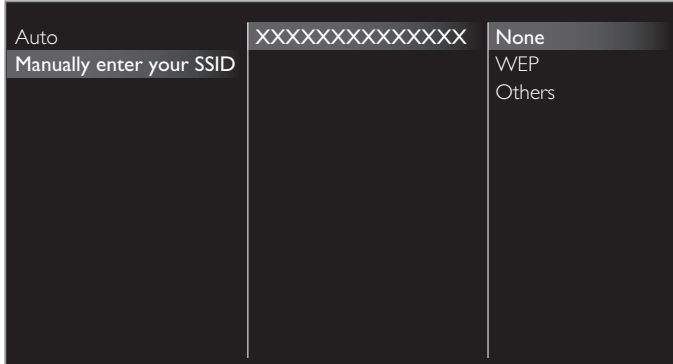 Auto
Manually enter your SSID
XXXXXXXXXXXXXX
None
WEP
Others